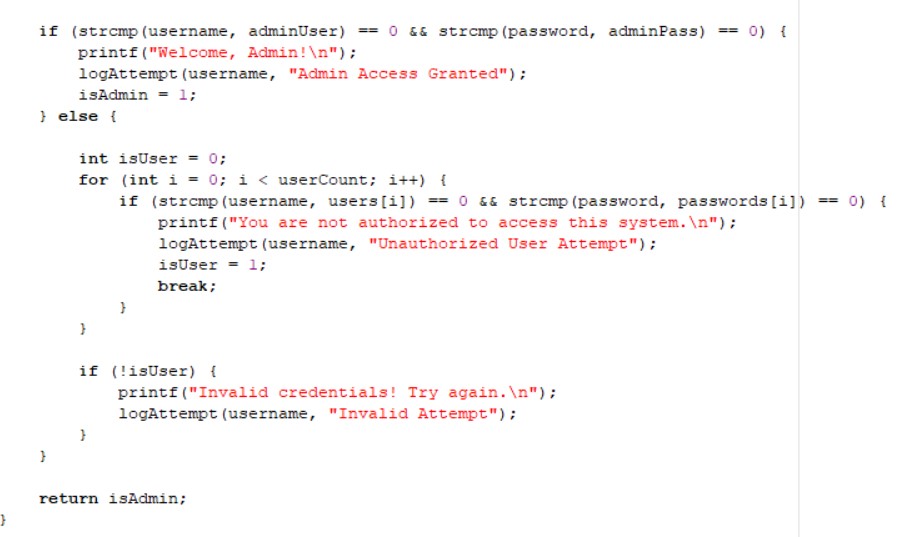 if (strcmp(username, adminUser) == 0 && strcmp(password, adminPass) == 0) {
printf("Welcome, Admin!\n");
logAttempt(username, "Admin Access Granted");
isAdmin = 1;
} else {
int isUser = 0;
for (int i = 0; i < userCount; i++) {
if (strcmp(username, users[i]) == 0 && strcmp(password, passwords[i]) == 0) {
printf("You are not authorized to access this system.\n");
logAttempt(username, "Unauthorized User Attempt");
isUser = 1;
break;
}
}
if (!isUser) {
printf("Invalid credentials! Try again.\n");
logAttempt(username, "Invalid Attempt");
}
}
return isAdmin;
}